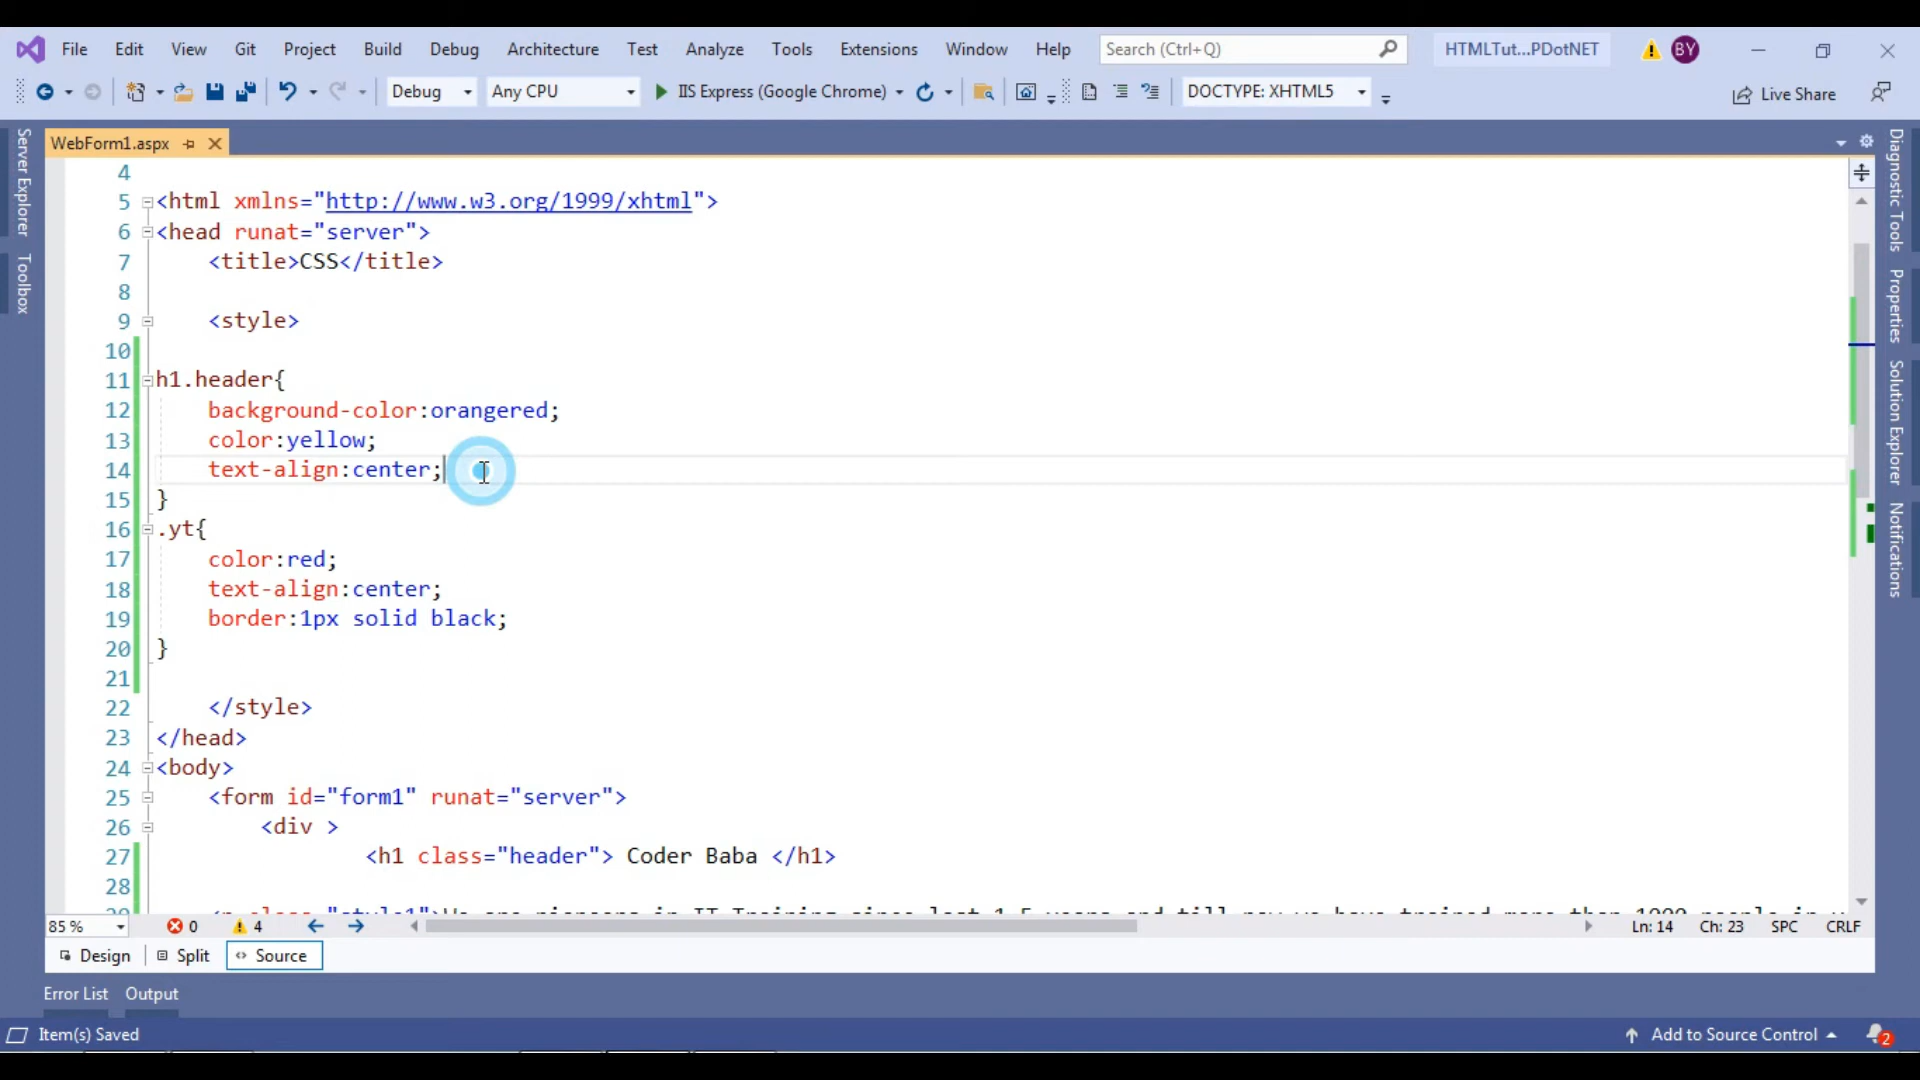 File Edit View Git Project Build Debug Architecture Test Analyze Tools Extensions Window Help Search (Ctrl+Q) HTMLTut...PDotNET BY
Debug Any CPU IIS Express (Google Chrome) DOCTYPE: XHTML5 Live Share
Server Explorer
Toolbox
WebForm1.aspx
4
5 <html xmlns="http://www.w3.org/1999/xhtml">
6 <head runat="server">
7 <title>CSS</title>
8
9 <style>
10
11 h1.header{
12 background-color:orangered;
13 color:yellow;
14 text-align:center;
15 }
16 .yt{
17 color:red;
18 text-align:center;
19 border:1px solid black;
20 }
21
22 </style>
23 </head>
24 <body>
25 <form id="form1" runat="server">
26 <div >
27 <h1 class="header"> Coder Baba </h1>
28
Diagnostic Tools
Properties
Solution Explorer
Notifications
85 % 0 4 Ln: 14 Ch: 23 SPC CRLF
Design Split Source
Error List Output
Item(s) Saved Add to Source Control 2